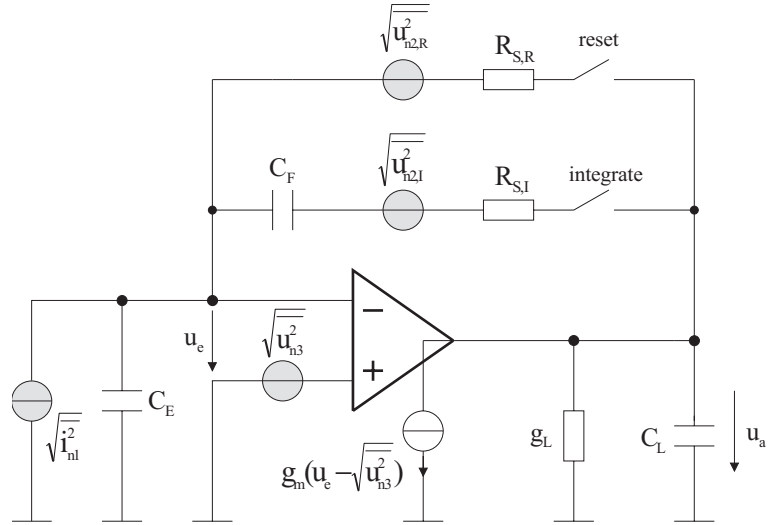 √u²n2,R
RS,R
reset
√u²n2,I
CF
RS,I
integrate
−
ue
√u²n3
+
√i²nl
CE
gm(ue−√u²n3)
gL
CL
ua